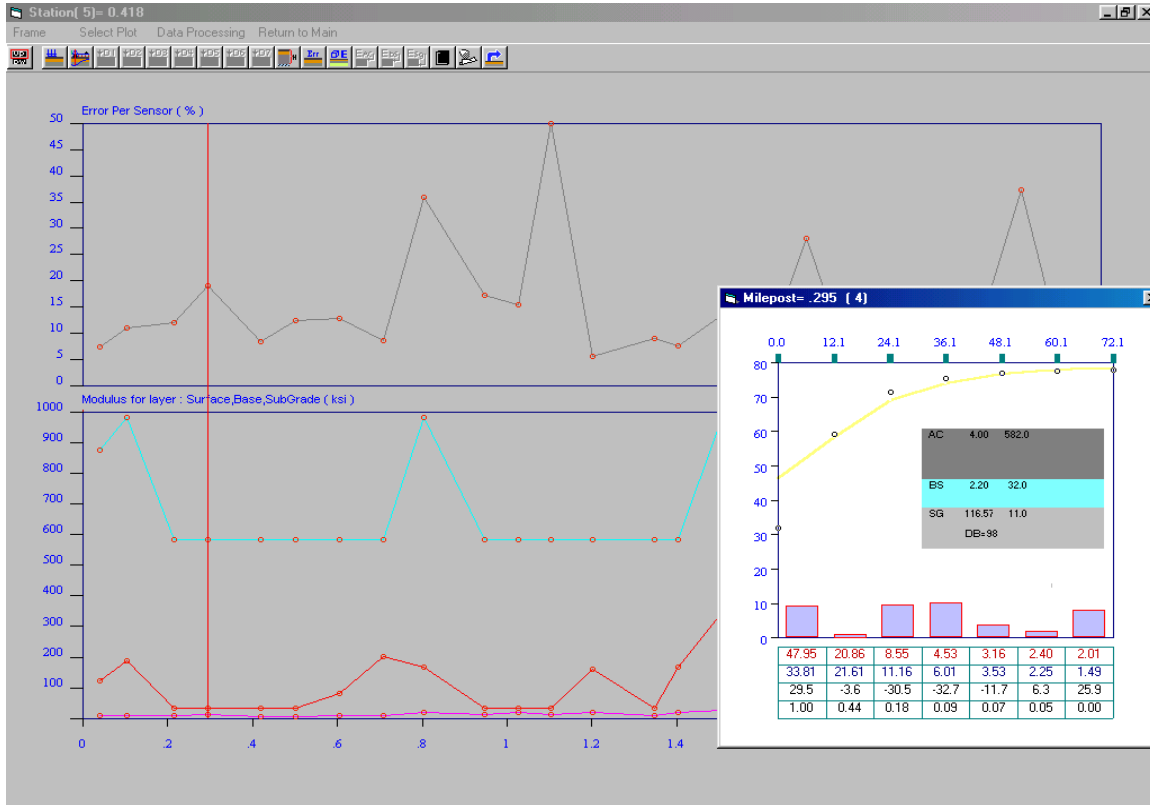 Station( 5)= 0.418
Frame Select Plot Data Processing Return to Main
+D1 +D2 +D3 +D4 +D5 +D6 +D7 Err E
Error Per Sensor ( % )
50
45
40
35
30
25
20
15
10
5
0
Modulus for layer : Surface,Base,SubGrade ( ksi )
1000
900
800
700
600
500
400
300
200
100
0 .2 .4 .6 .8 1 1.2 1.4
Milepost= .295 ( 4)
0.0 12.1 24.1 36.1 48.1 60.1 72.1
80
70
60
50
40
30
20
10
0
AC 4.00 582.0
BS 2.20 32.0
SG 116.57 11.0
DB=98
47.95 20.86 8.55 4.53 3.16 2.40 2.01
33.81 21.61 11.16 6.01 3.53 2.25 1.49
29.5 -3.6 -30.5 -32.7 -11.7 6.3 25.9
1.00 0.44 0.18 0.09 0.07 0.05 0.00